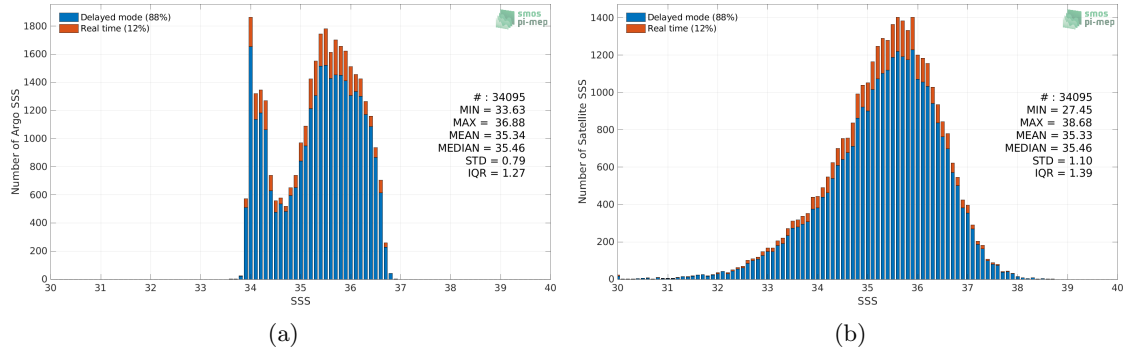 Delayed mode (88%)
Real time (12%)
smos
pi-mep
Number of Argo SSS
1800
1600
1400
1200
1000
800
600
400
200
0
# : 34095
MIN = 33.63
MAX = 36.88
MEAN = 35.34
MEDIAN = 35.46
STD = 0.79
IQR = 1.27
30 31 32 33 34 35 36 37 38 39 40
SSS
(a)
Delayed mode (88%)
Real time (12%)
smos
pi-mep
Number of Satellite SSS
1400
1200
1000
800
600
400
200
0
# : 34095
MIN = 27.45
MAX = 38.68
MEAN = 35.33
MEDIAN = 35.46
STD = 1.10
IQR = 1.39
30 31 32 33 34 35 36 37 38 39 40
SSS
(b)